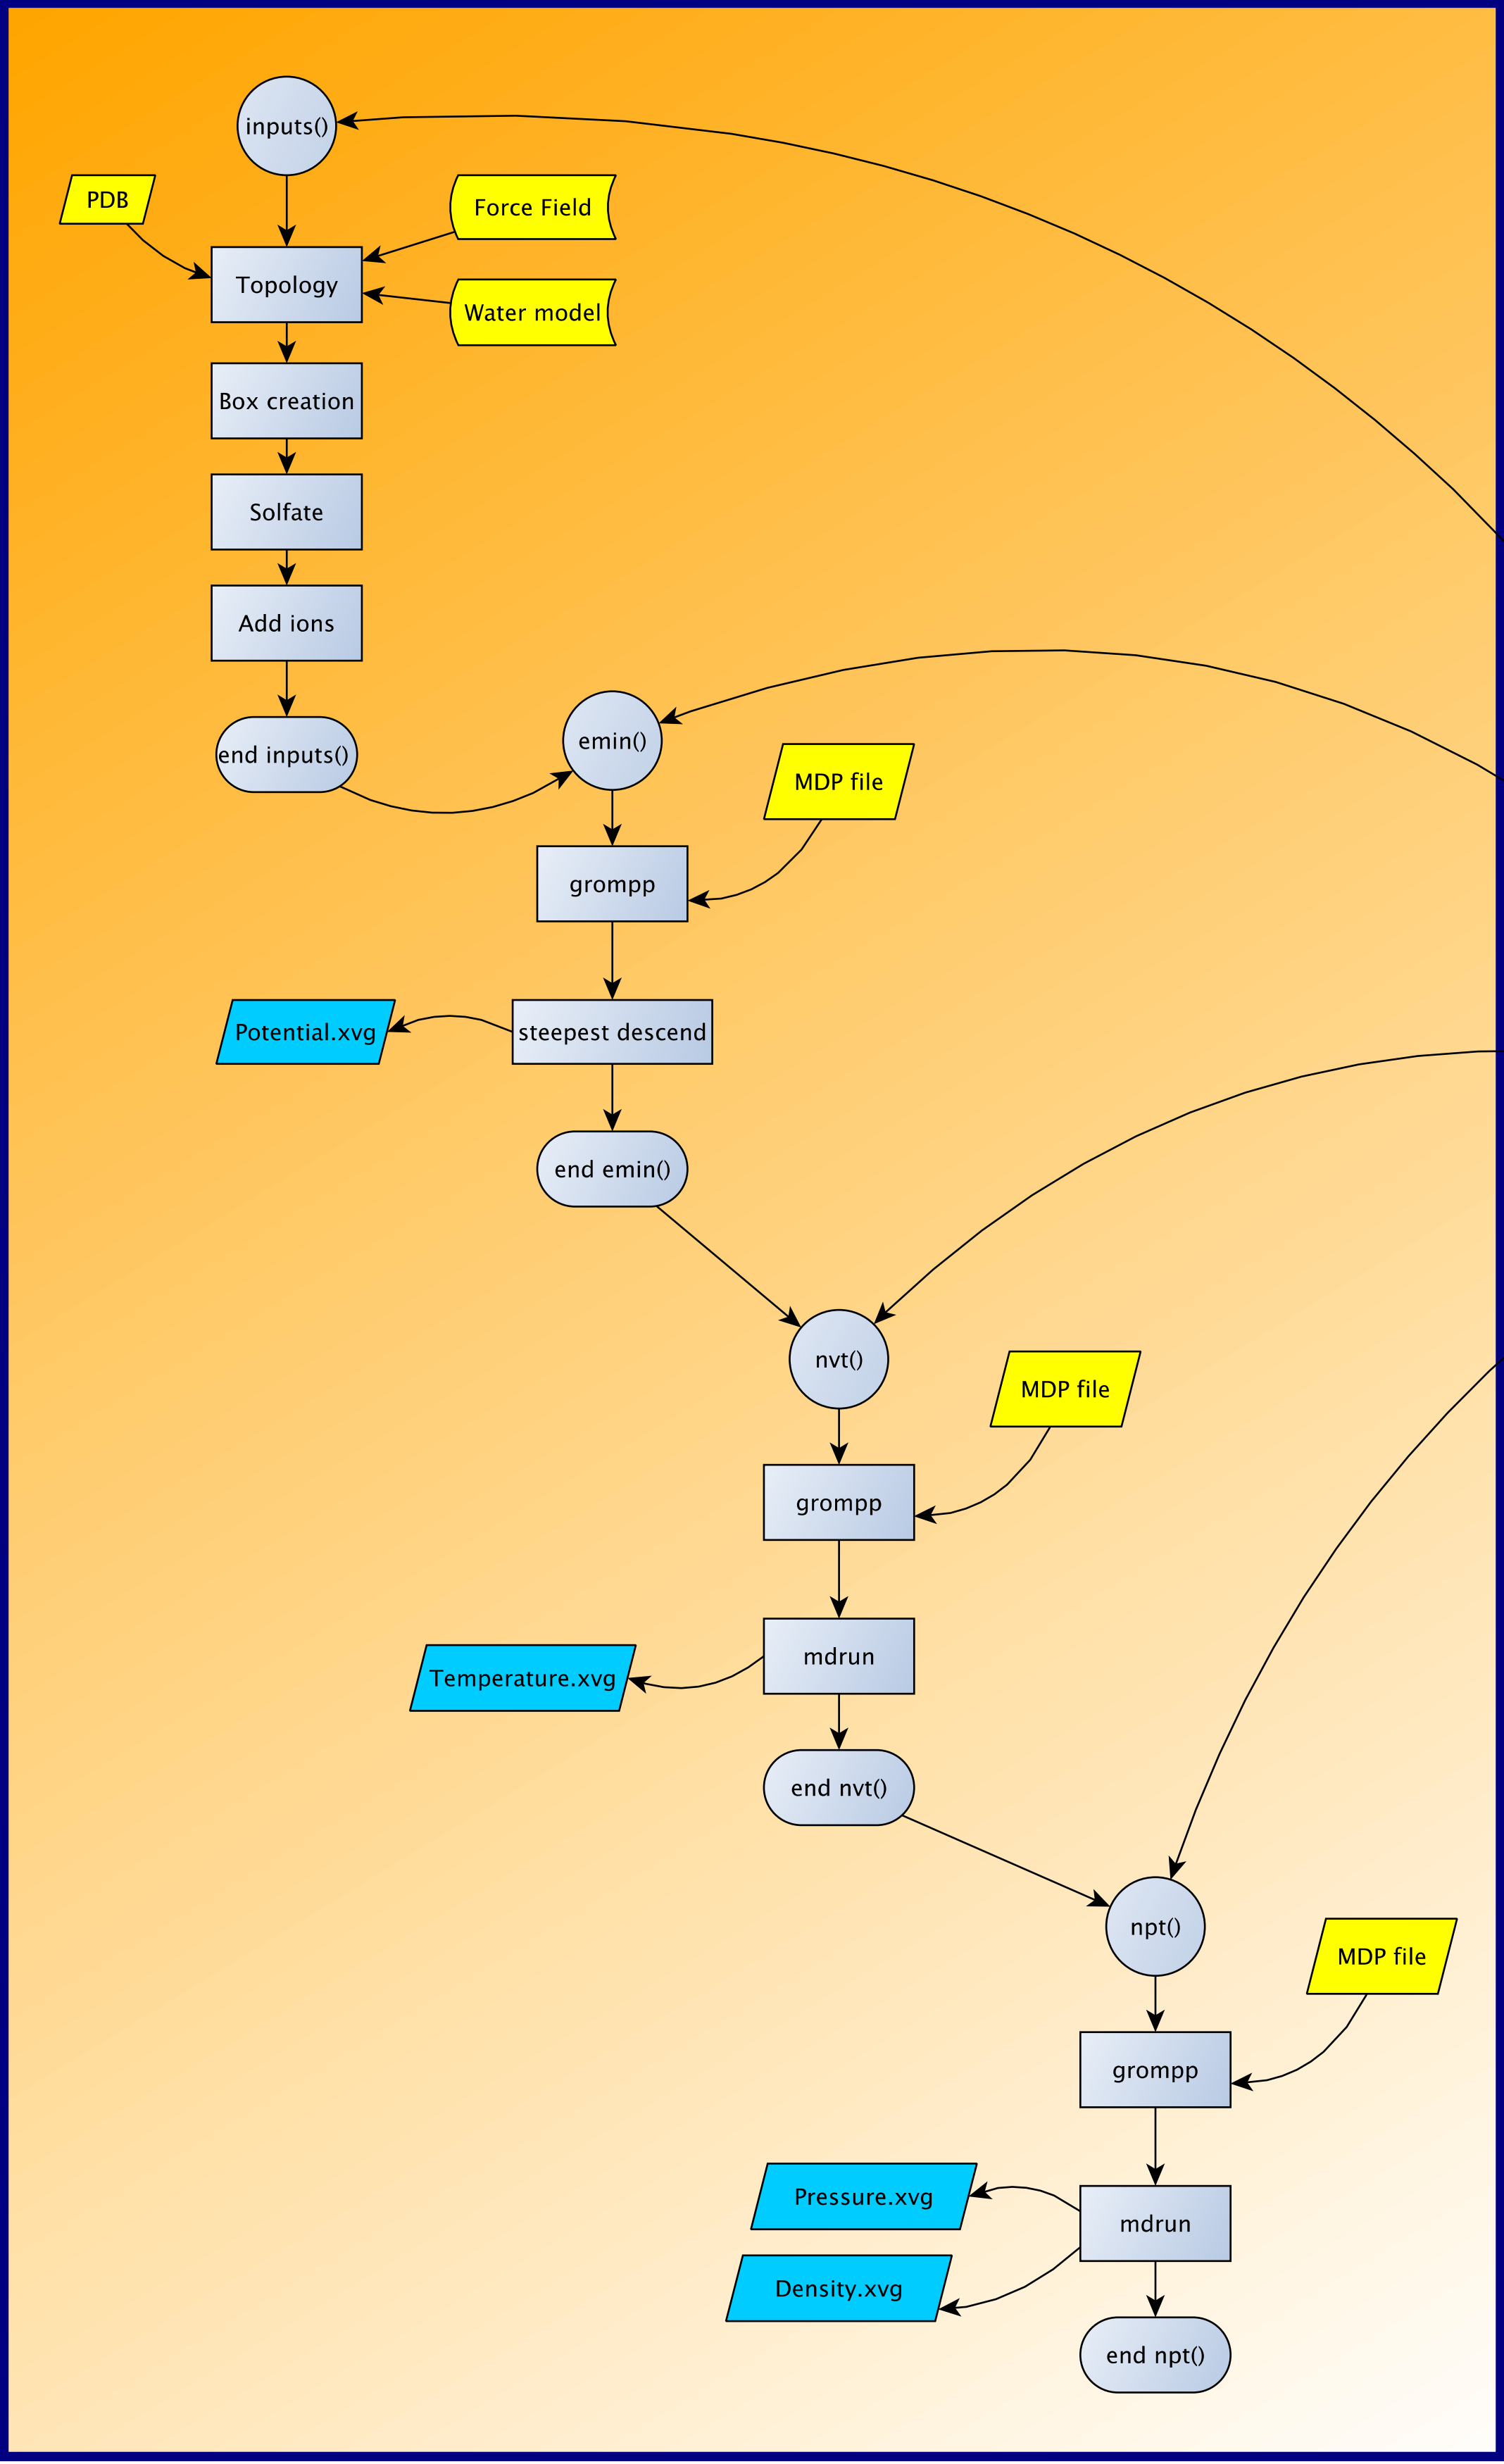 inputs()
PDB
Force Field
Topology
Water model
Box creation
Solfate
Add ions
end inputs()
emin()
MDP file
grompp
Potential.xvg
steepest descend
end emin()
nvt()
MDP file
grompp
mdrun
Temperature.xvg
end nvt()
npt()
MDP file
grompp
Pressure.xvg
mdrun
Density.xvg
end npt()